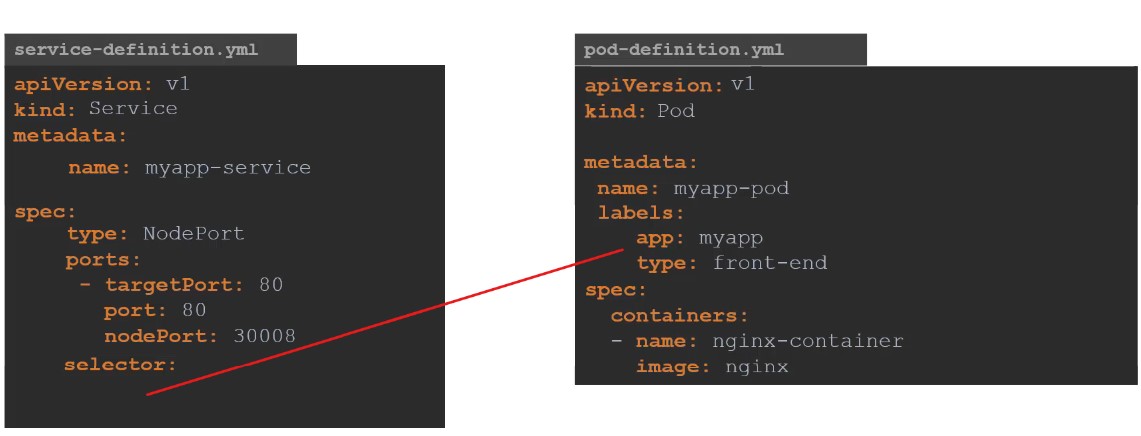 service-definition.yml
apiVersion: v1
kind: Service
metadata:
name: myapp-service
spec:
type: NodePort
ports:
- targetPort: 80
port: 80
nodePort: 30008
selector:
pod-definition.yml
apiVersion: v1
kind: Pod
metadata:
name: myapp-pod
labels:
app: myapp
type: front-end
spec:
containers:
- name: nginx-container
image: nginx